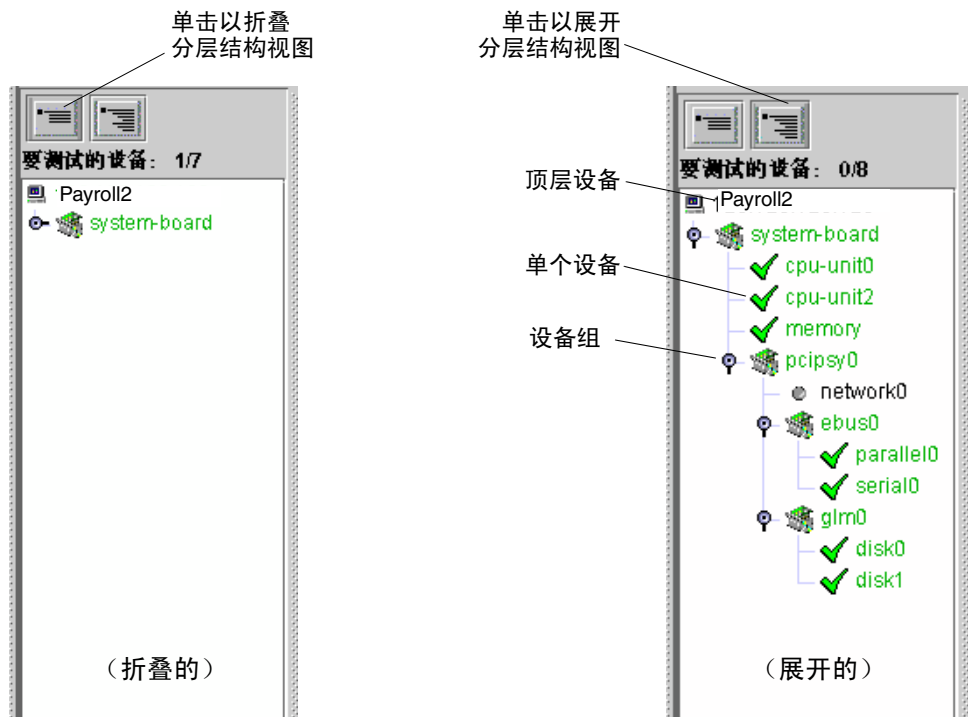 单击以折叠
分层结构视图
要测试的设备: 1/7
Payroll2
system-board
（折叠的）
单击以展开
分层结构视图
要测试的设备: 0/8
顶层设备
Payroll2
system-board
cpu-unit0
单个设备
cpu-unit2
memory
设备组
pcipsy0
network0
ebus0
parallel0
serial0
glm0
disk0
disk1
（展开的）